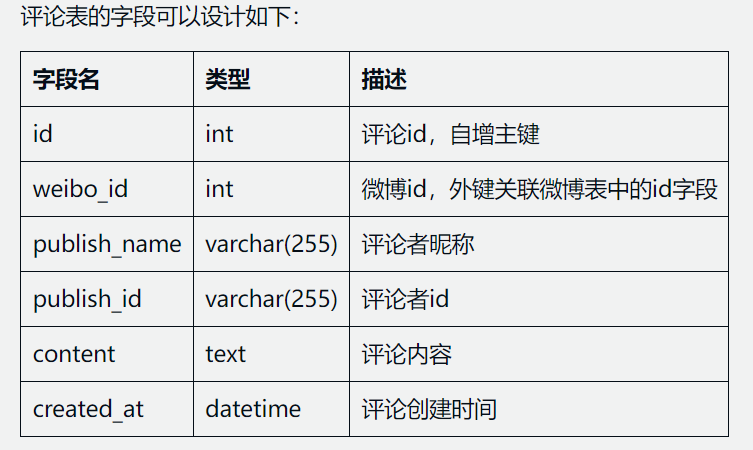 评论表的字段可以设计如下：
字段名 类型 描述
id int 评论id，自增主键
weibo_id int 微博id，外键关联微博表中的id字段
publish_name varchar(255) 评论者昵称
publish_id varchar(255) 评论者id
content text 评论内容
created_at datetime 评论创建时间